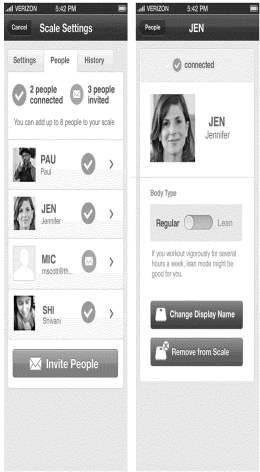 VERIZON 5:42 PM
Cancel Scale Settings
Settings People History
2 people connected
3 people invited
You can add up to 8 people to your scale
PAU
Paul
JEN
Jennifer
MIC
mscott@th...
SHI
Shivani
Invite People
VERIZON 5:42 PM
People JEN
connected
JEN
Jennifer
Body Type
Regular Lean
If you workout vigorously for several
hours a week, lean mode might be
good for you.
Change Display Name
Remove from Scale